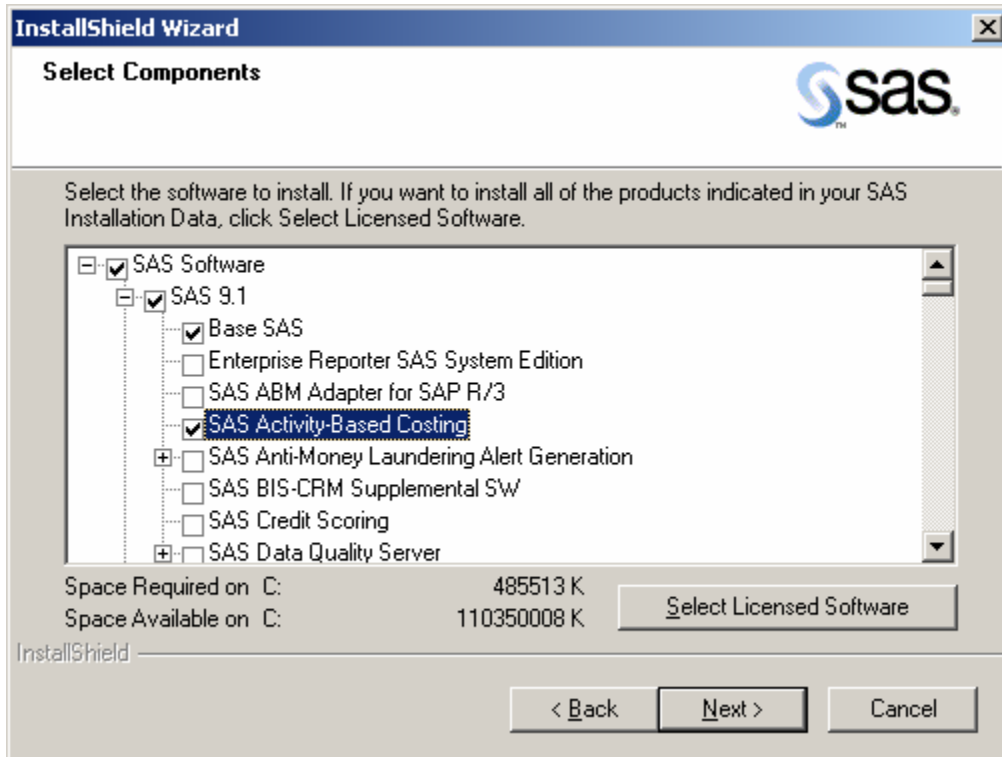 InstallShield Wizard
Select Components
sas.
TM
Select the software to install. If you want to install all of the products indicated in your SAS
Installation Data, click Select Licensed Software.
SAS Software
SAS 9.1
Base SAS
Enterprise Reporter SAS System Edition
SAS ABM Adapter for SAP R/3
SAS Activity-Based Costing
SAS Anti-Money Laundering Alert Generation
SAS BIS-CRM Supplemental SW
SAS Credit Scoring
SAS Data Quality Server
Space Required on C: 485513 K
Space Available on C: 110350008 K
Select Licensed Software
InstallShield
< Back Next > Cancel